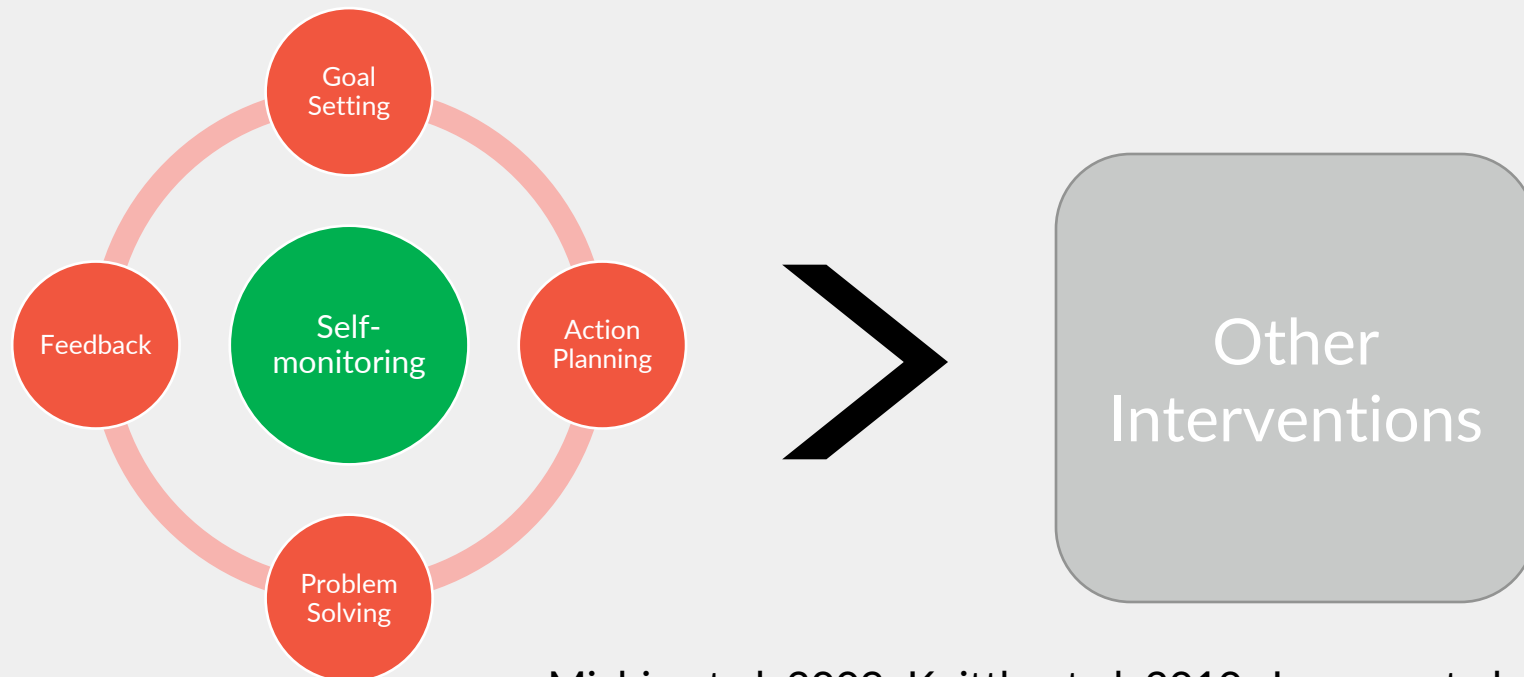 Goal
Setting
Feedback
Self-
monitoring
Action
Planning
Problem
Solving
Other
Interventions